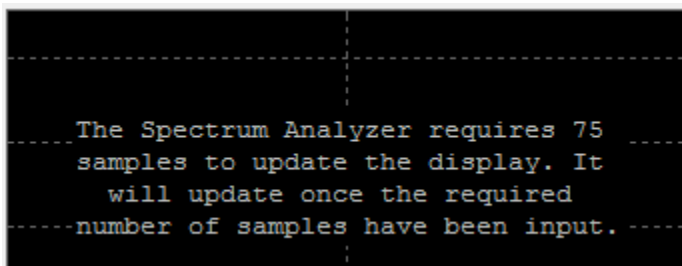 The Spectrum Analyzer requires 75
samples to update the display. It
will update once the required
number of samples have been input.